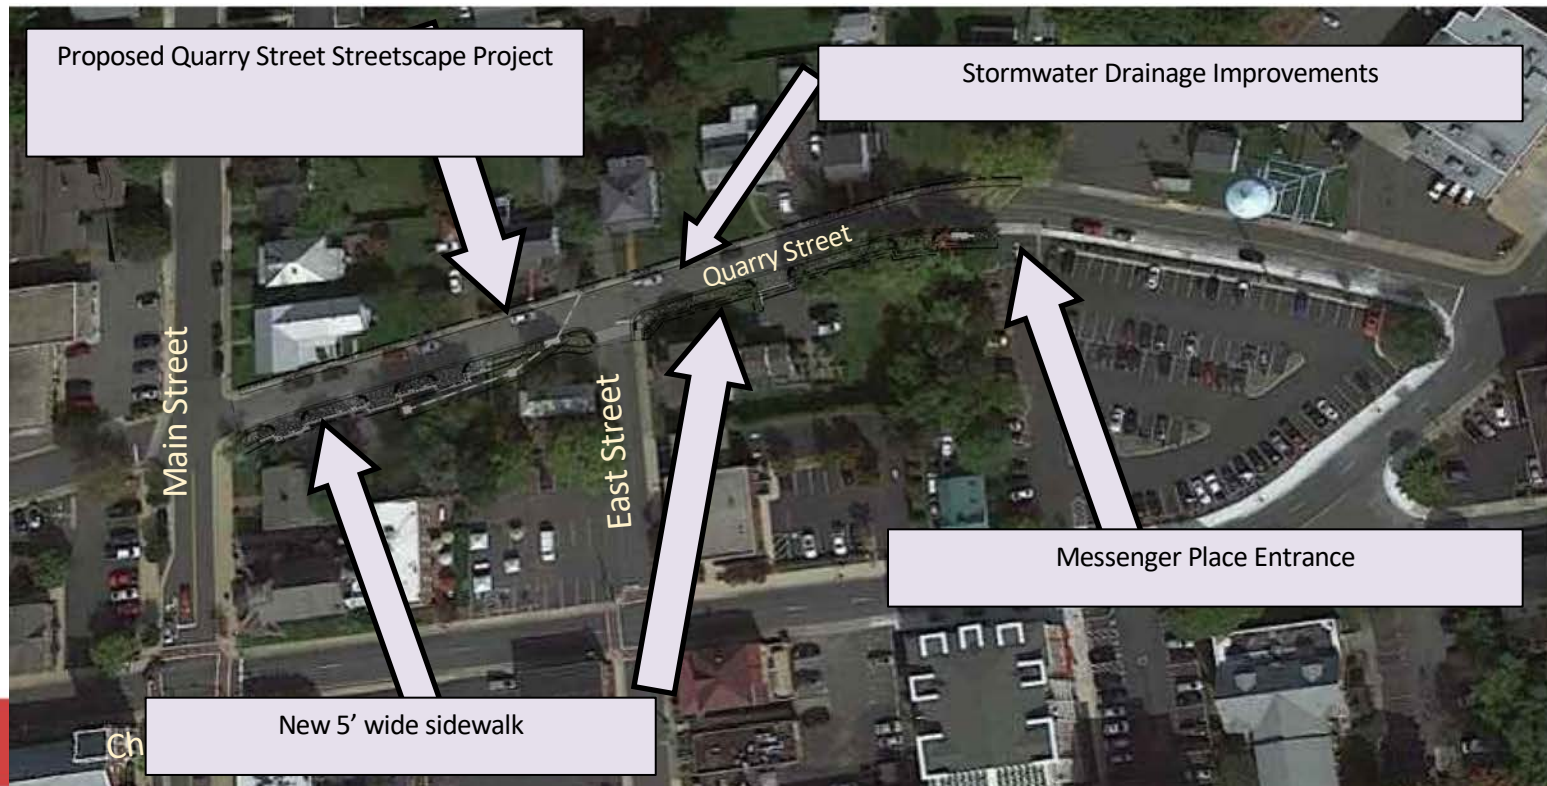 Proposed Quarry Street Streetscape Project
Stormwater Drainage Improvements
Quarry Street
Main Street
East Street
Messenger Place Entrance
New 5’ wide sidewalk
Ch